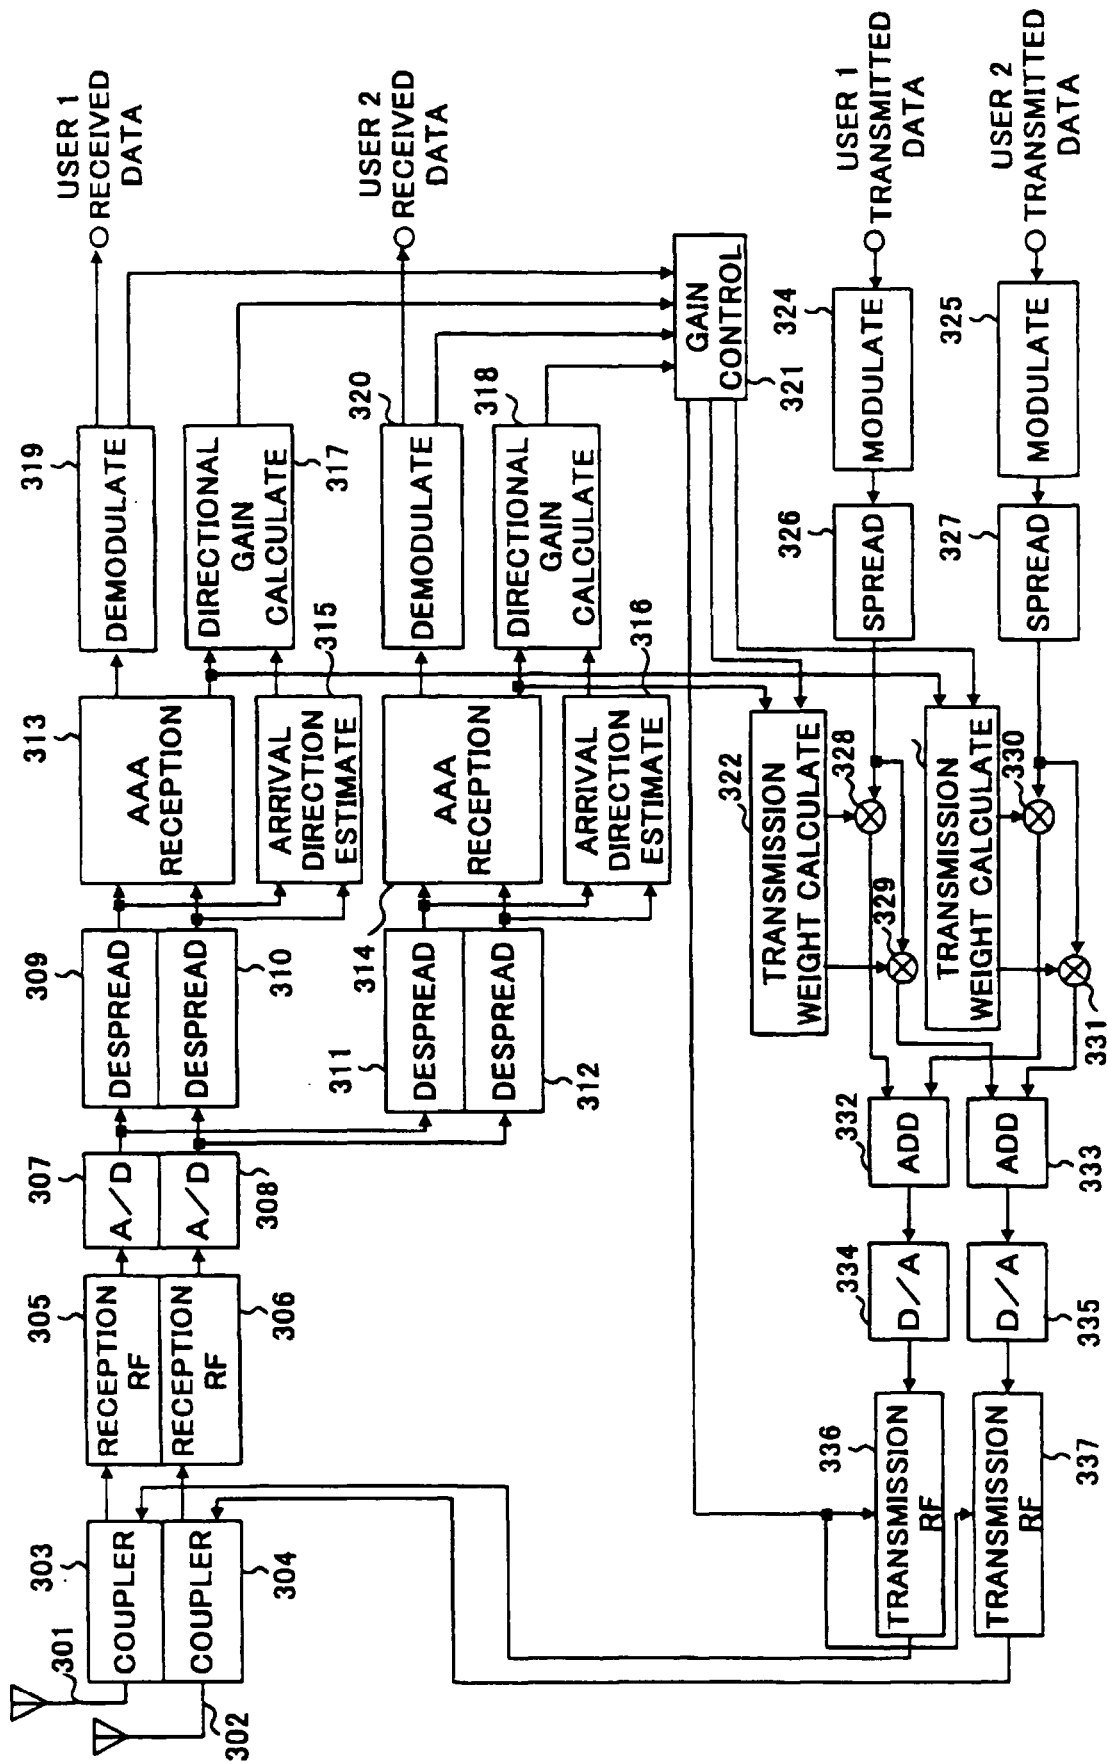 301
302
303
COUPLER
COUPLER
304
305
RECEPTION
RF
RECEPTION
RF
306
307
A/D
A/D
308
309
DESPREAD
DESPREAD
310
311
DESPREAD
DESPREAD
312
313
AAA
RECEPTION
ARRIVAL
DIRECTION
ESTIMATE
315
314
AAA
RECEPTION
ARRIVAL
DIRECTION
ESTIMATE
316
319
DEMODULATE
DIRECTIONAL
GAIN
CALCULATE
317
320
DEMODULATE
318
DIRECTIONAL
GAIN
CALCULATE
USER 1
RECEIVED
DATA
USER 2
RECEIVED
DATA
GAIN
CONTROL
321
322
TRANSMISSION
WEIGHT CALCULATE
328
329
TRANSMISSION
WEIGHT CALCULATE
330
331
324
MODULATE
326
SPREAD
USER 1
TRANSMITTED
DATA
325
MODULATE
327
SPREAD
USER 2
TRANSMITTED
DATA
332
ADD
ADD
333
334
D/A
D/A
335
336
TRANSMISSION
RF
TRANSMISSION
RF
337